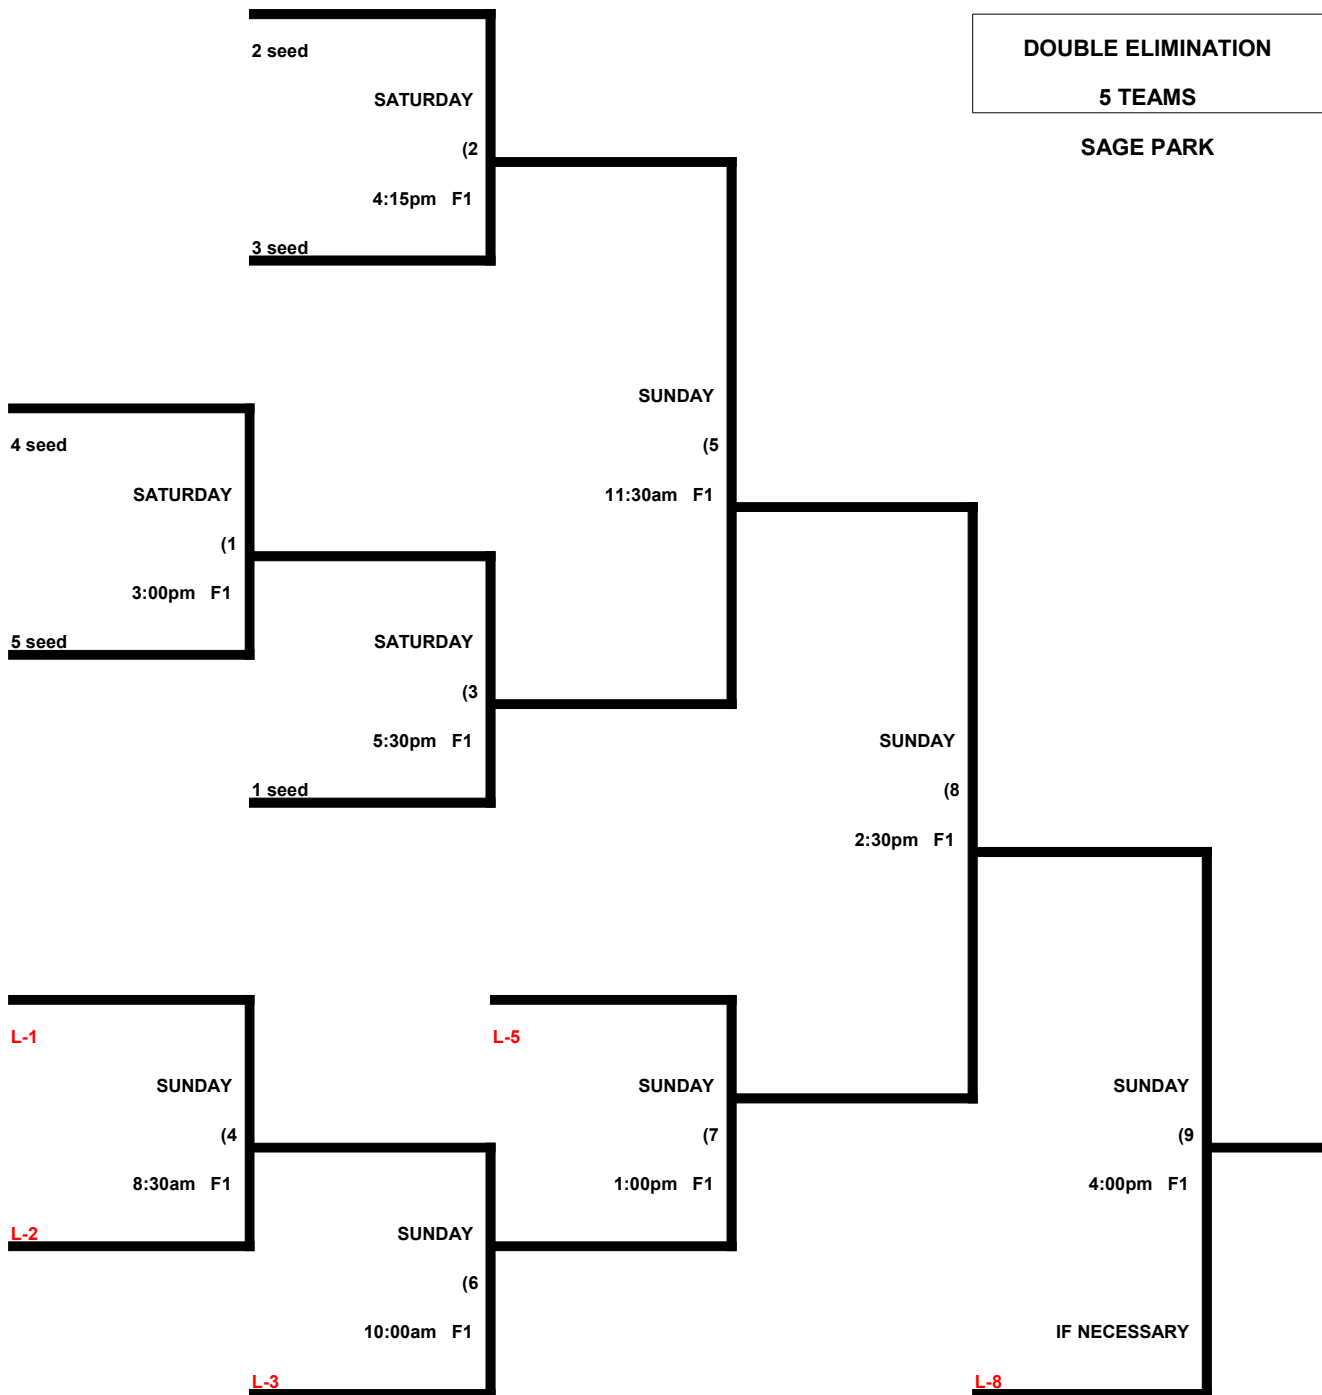 DOUBLE ELIMINATION
5 TEAMS
SAGE PARK
2 seed
SATURDAY
(2
4:15pm F1
3 seed
SUNDAY
(5
11:30am F1
4 seed
SATURDAY
(1
3:00pm F1
5 seed
SATURDAY
(3
5:30pm F1
1 seed
SUNDAY
(8
2:30pm F1
L-1
SUNDAY
(4
8:30am F1
L-2
L-5
SUNDAY
(7
1:00pm F1
SUNDAY
(6
10:00am F1
L-3
SUNDAY
(9
4:00pm F1
IF NECESSARY
L-8